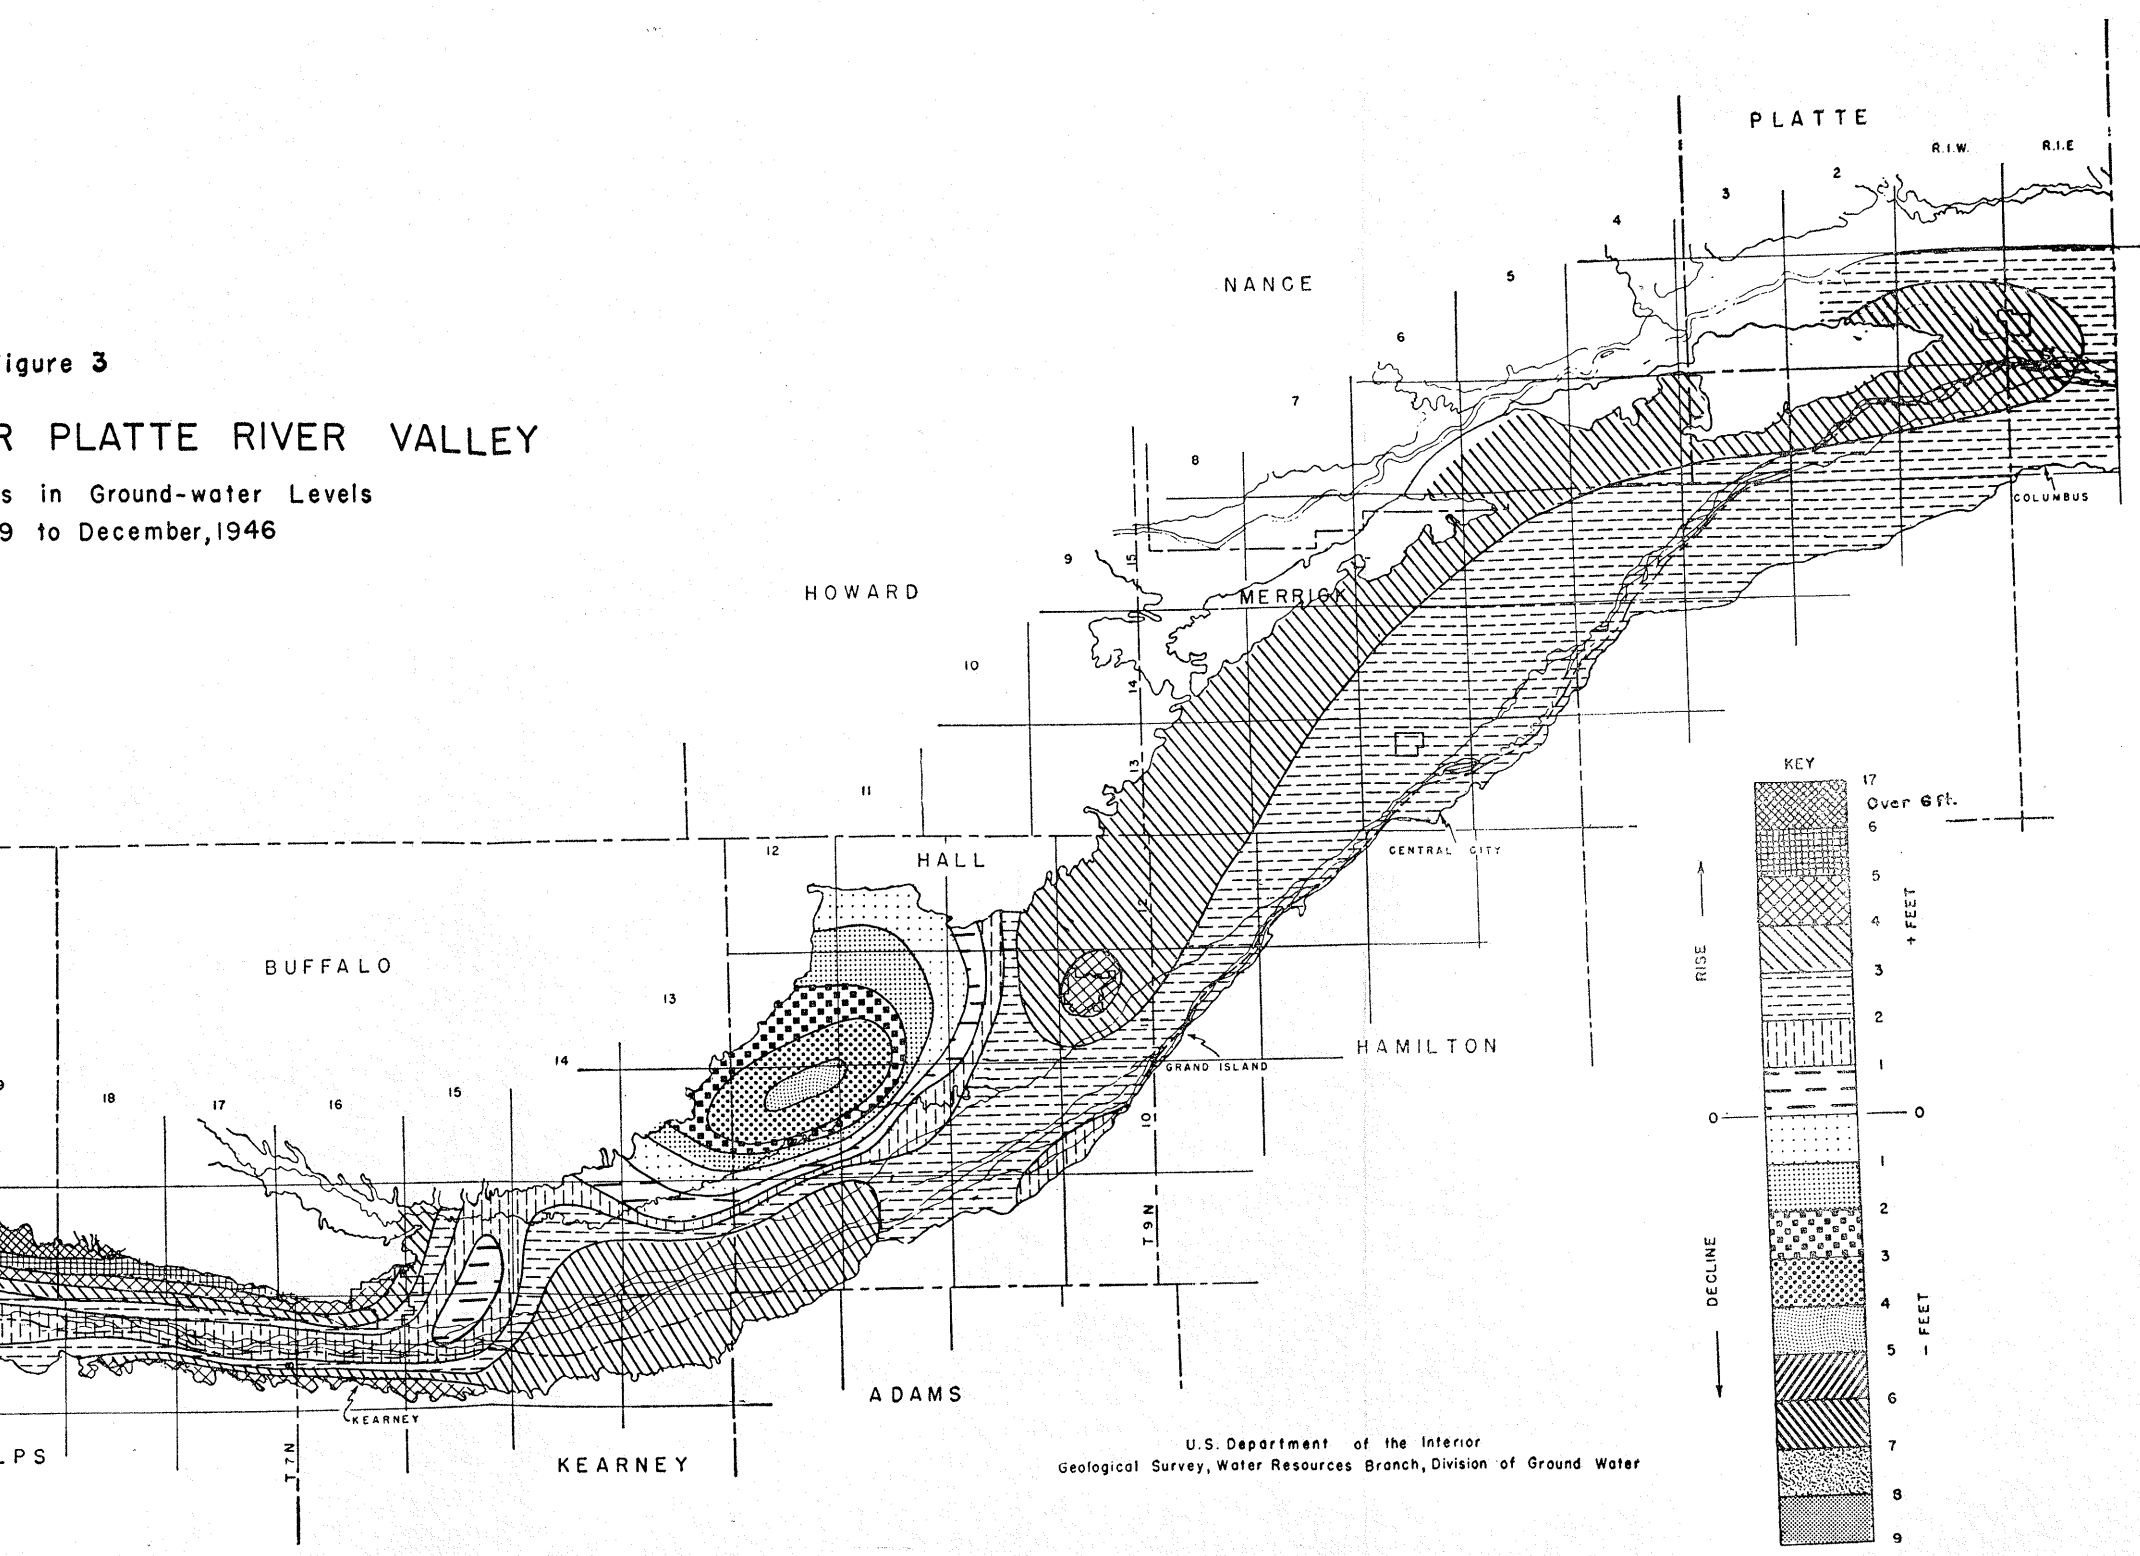 PLATTE
R.I.W.
R.I.E
2
3
4
NANCE
5
6
igure 3
7
R PLATTE RIVER VALLEY
8
s in Ground-water Levels
9 to December, 1946
COLUMBUS
9
15
HOWARD
MERRICK
10
14
13
KEY
17
Over 6 ft.
6
11
CENTRAL CITY
12
HALL
5
12
4
+ FEET
RISE
BUFFALO
3
13
2
HAMILTON
14
GRAND ISLAND
1
9
18
17
16
15
10
0
0
1
2
T 9 N
DECLINE
3
4
- FEET
5
8
ADAMS
6
KEARNEY
LPS
T 7 N
KEARNEY
U.S. Department of the Interior
Geological Survey, Water Resources Branch, Division of Ground Water
7
8
9